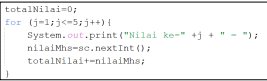 totalNilai=0;
for (j=1;j<=5;j++){
System.out.print("Nilai ke-" +j + " - ");
nilaiMhs=sc.nextInt();
totalNilai+=nilaiMhs;
}